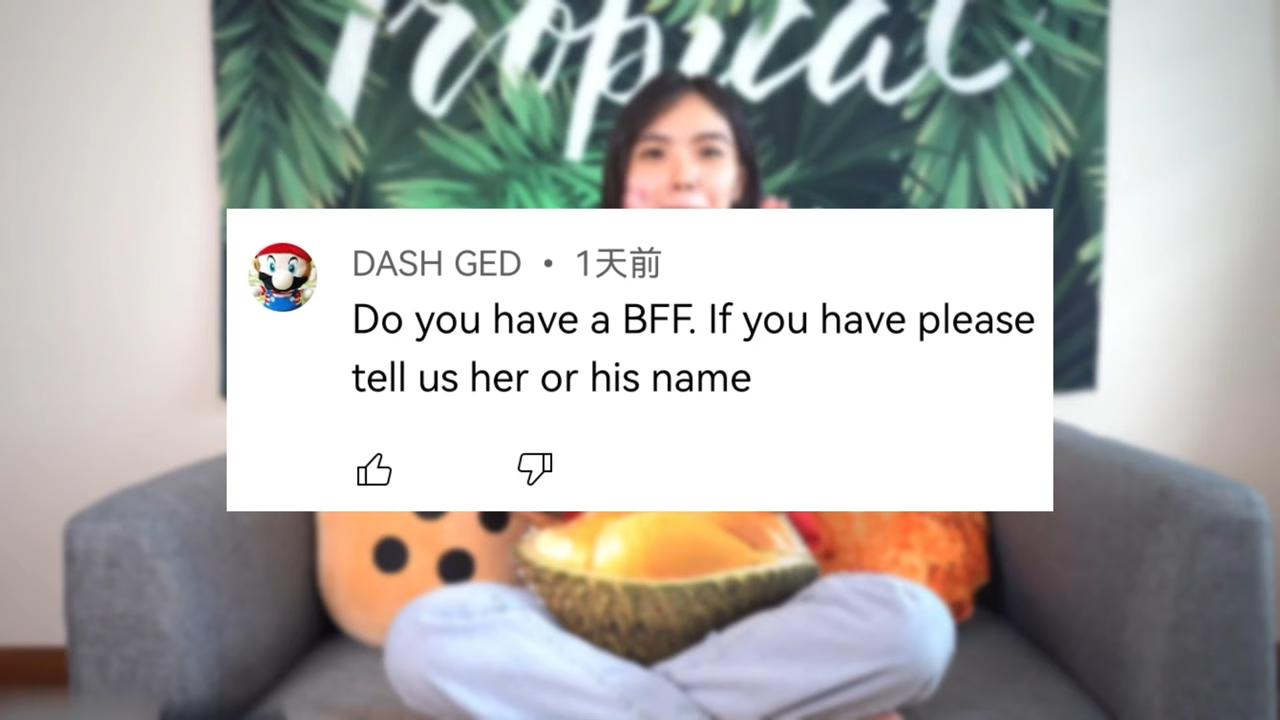 Tropical
DASH GED • 1天前
Do you have a BFF. If you have please
tell us her or his name